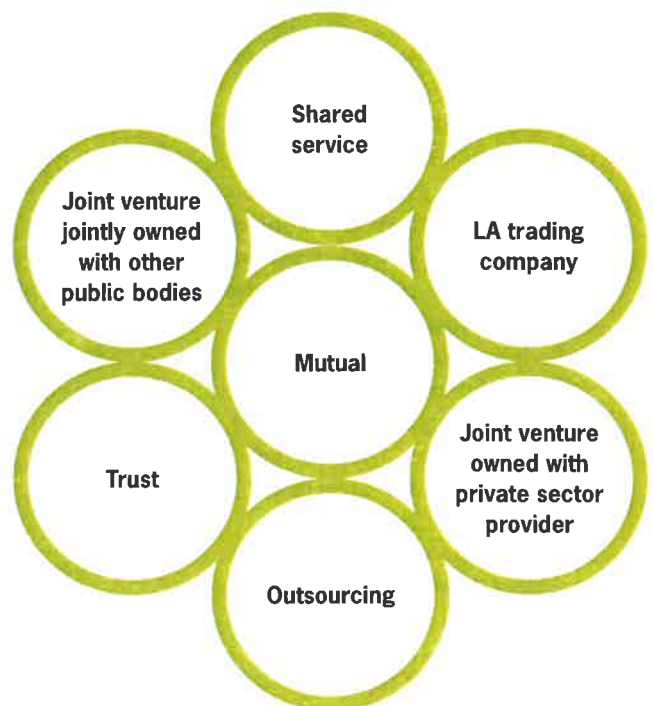 Shared
service
Joint venture
jointly owned
with other
public bodies
LA trading
company
Mutual
Trust
Joint venture
owned with
private sector
provider
Outsourcing